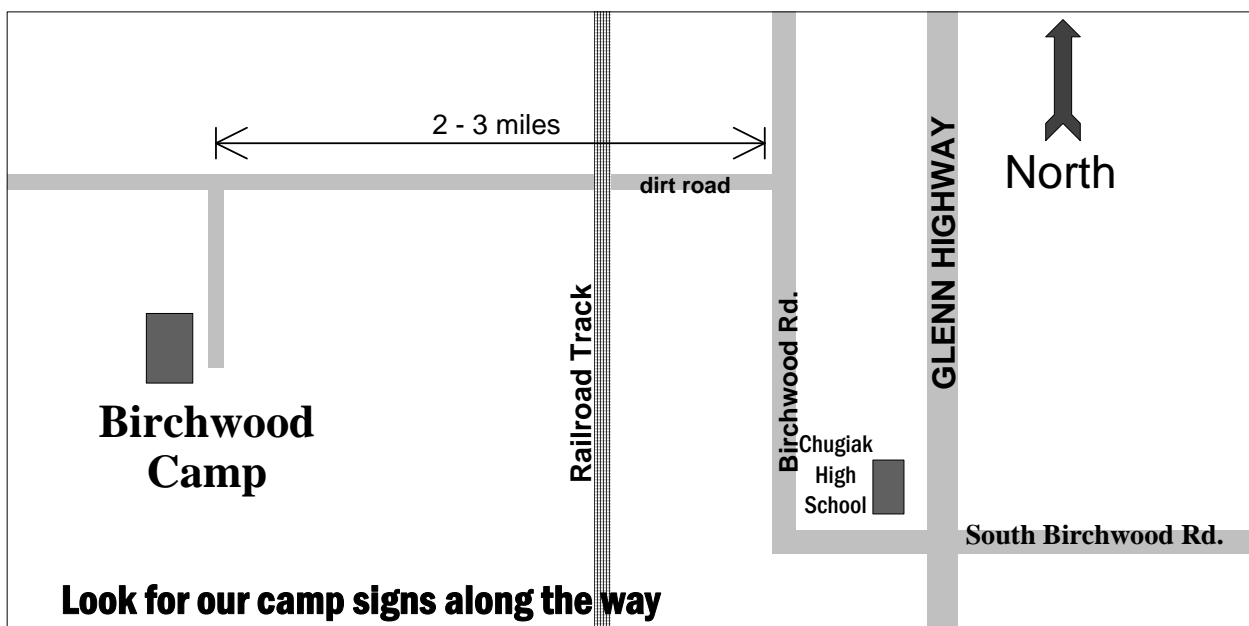 2 - 3 miles
dirt road
North
GLENN HIGHWAY
Railroad Track
Birchwood Rd.
Birchwood
Camp
Chugiak
High
School
South Birchwood Rd.
Look for our camp signs along the way